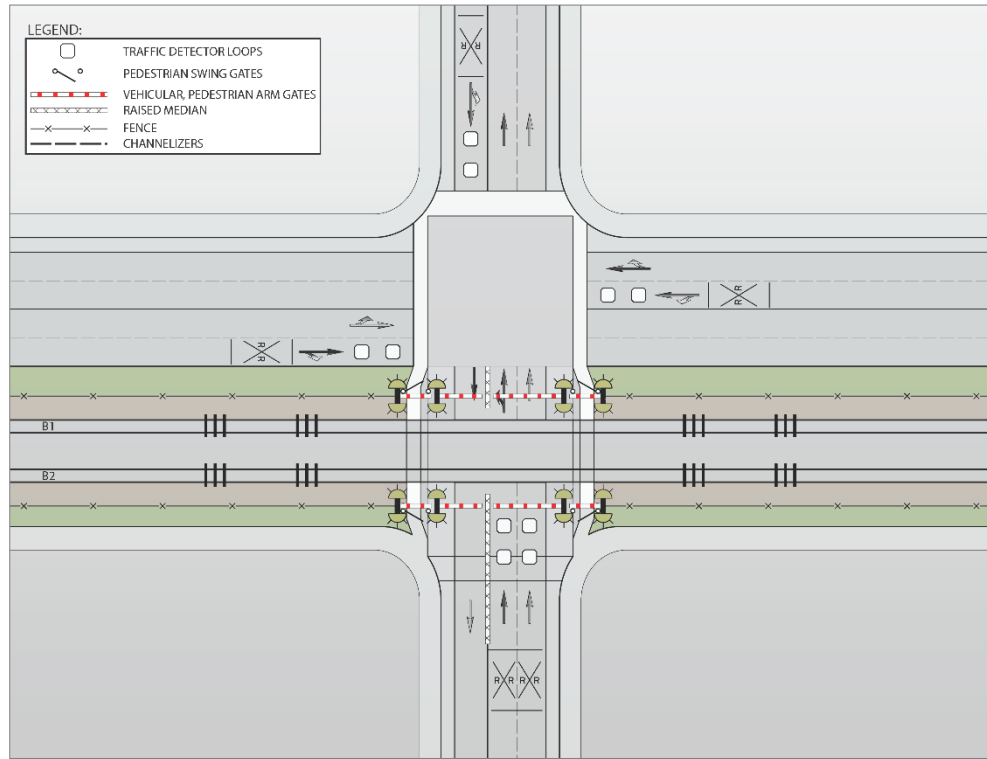 LEGEND:
TRAFFIC DETECTOR LOOPS
PEDESTRIAN SWING GATES
VEHICULAR, PEDESTRIAN ARM GATES
RAISED MEDIAN
FENCE
CHANNELIZERS
R R
R R
R R
B1
B2
R R R R